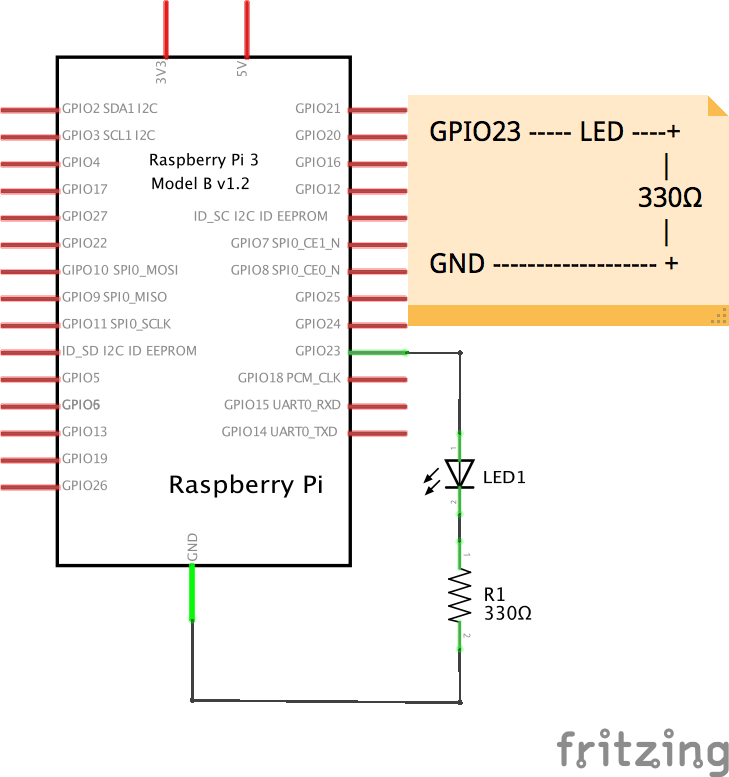 3V3
5V
GPIO2 SDA1 I2C
GPIO3 SCL1 I2C
GPIO4
GPIO17
GPIO27
GPIO22
GIPO10 SPI0_MOSI
GPIO9 SPI0_MISO
GPIO11 SPI0_SCLK
ID_SD I2C ID EEPROM
GPIO5
GPIO6
GPIO13
GPIO19
GPIO26
Raspberry Pi 3
Model B v1.2
GPIO21
GPIO20
GPIO16
GPIO12
ID_SC I2C ID EEPROM
GPIO7 SPI0_CE1_N
GPIO8 SPI0_CE0_N
GPIO25
GPIO24
GPIO23
GPIO18 PCM_CLK
GPIO15 UART0_RXD
GPIO14 UART0_TXD
Raspberry Pi
GND
GPIO23 ----- LED ----+
|
330Ω
|
GND ------------------- +
1
LED1
2
1
R1
330Ω
2
fritzing